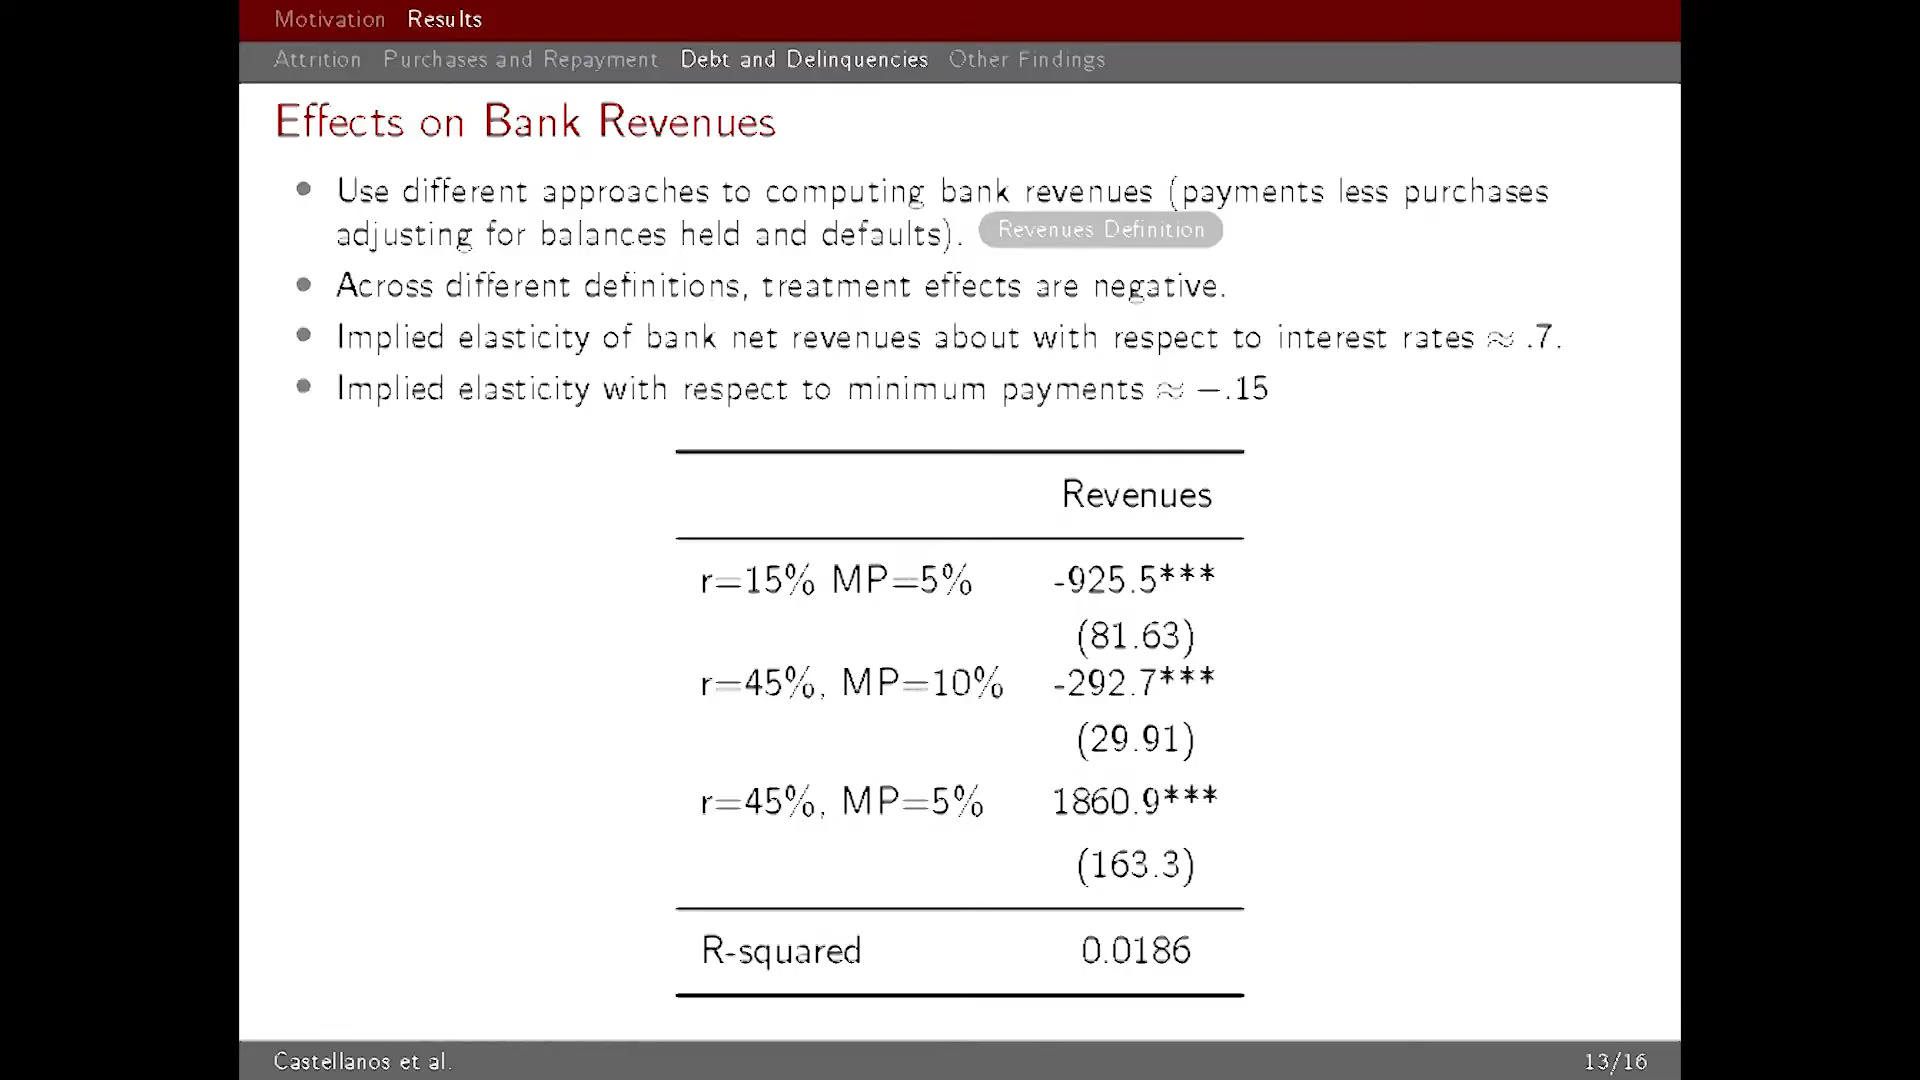 Motivation Results
Attrition Purchases and Repayment Debt and Delinquencies Other Findings
Effects on Bank Revenues
Use different approaches to computing bank revenues (payments less purchases
adjusting for balances held and defaults). Revenues Definition
Across different definitions, treatment effects are negative.
Implied elasticity of bank net revenues about with respect to interest rates ≈ .7.
Implied elasticity with respect to minimum payments ≈ −.15
Revenues
r=15% MP=5% -925.5***
(81.63)
r=45%, MP=10% -292.7***
(29.91)
r=45%, MP=5% 1860.9***
(163.3)
R-squared 0.0186
Castellanos et al. 13/16